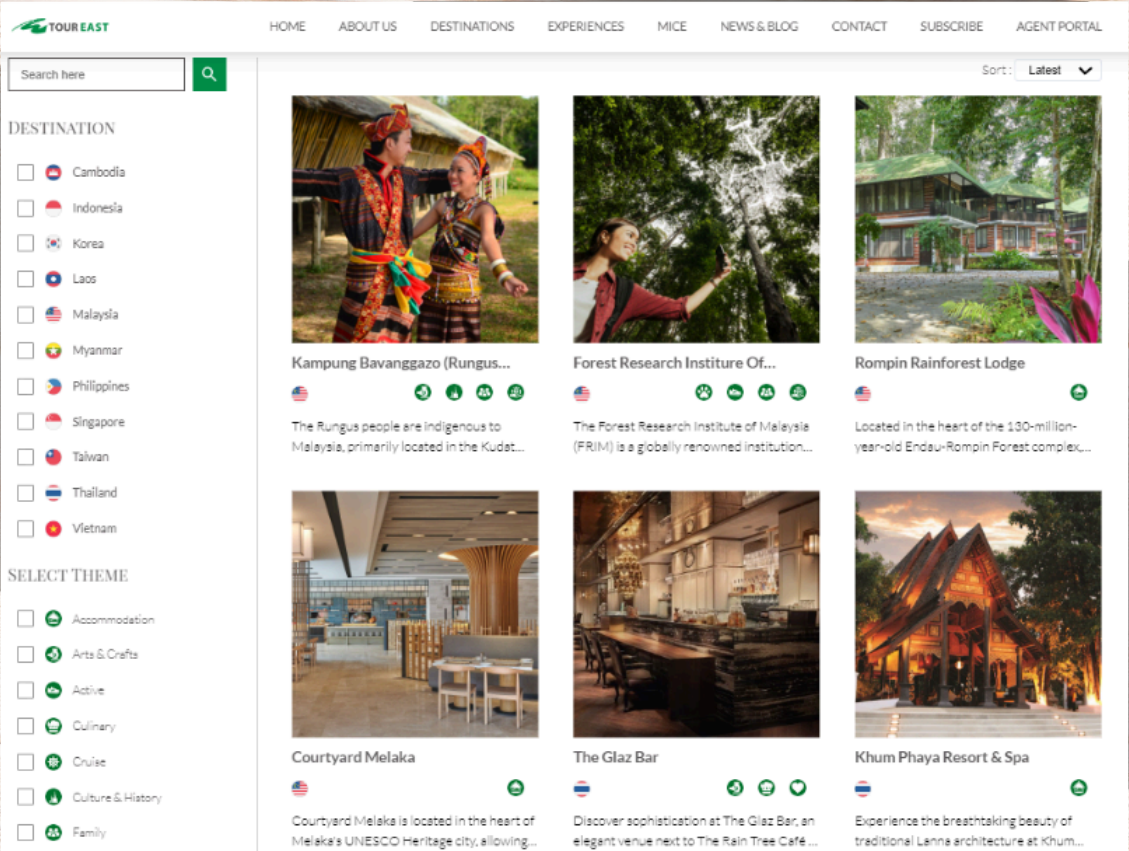 TOUR EAST
HOME
ABOUT US
DESTINATIONS
EXPERIENCES
MICE
NEWS & BLOG
CONTACT
SUBSCRIBE
AGENT PORTAL
Search here
Sort : Latest
DESTINATION
Cambodia
Indonesia
Korea
Laos
Malaysia
Myanmar
Philippines
Singapore
Taiwan
Thailand
Vietnam
SELECT THEME
Accommodation
Arts & Crafts
Active
Culinary
Cruise
Culture & History
Family
Kampung Bavanggazo (Rungus...
The Rungus people are indigenous to
Malaysia, primarily located in the Kudat...
Forest Research Institure Of...
The Forest Research Institute of Malaysia
(FRIM) is a globally renowned institution...
Rompin Rainforest Lodge
Located in the heart of the 130-million-
year-old Endau-Rompin Forest complex,...
Courtyard Melaka
Courtyard Melaka is located in the heart of
Melaka's UNESCO Heritage city, allowing...
The Glaz Bar
Discover sophistication at The Glaz Bar, an
elegant venue next to The Rain Tree Café ...
Khum Phaya Resort & Spa
Experience the breathtaking beauty of
traditional Lanna architecture at Khum...